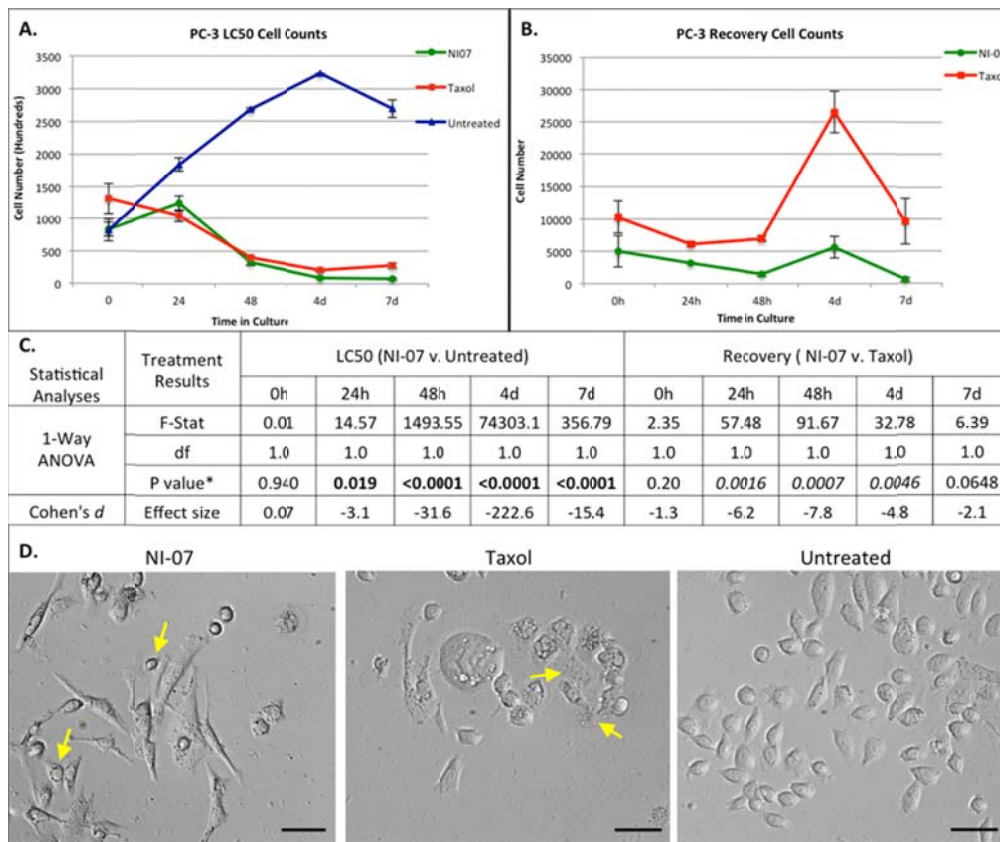 A.
PC-3 LC50 Cell Counts
NI07
Taxol
Untreated
Cell Number (Hundreds)
3500
3000
2500
2000
1500
1000
500
0
0 24 48 4d 7d
Time in Culture
B.
PC-3 Recovery Cell Counts
NI-0
Taxo
Cell Number
35000
30000
25000
20000
15000
10000
5000
0
0h 24h 48h 4d 7d
Time in Culture
C.
Statistical Analyses
Treatment Results
LC50 (NI-07 v. Untreated) Recovery ( NI-07 v. Taxol)
0h 24h 48h 4d 7d 0h 24h 48h 4d 7d
1-Way ANOVA
F-Stat 0.01 14.57 1493.55 74303.1 356.79 2.35 57.48 91.67 32.78 6.39
df 1.0 1.0 1.0 1.0 1.0 1.0 1.0 1.0 1.0 1.0
P value* 0.940 0.019 <0.0001 <0.0001 <0.0001 0.20 0.0016 0.0007 0.0046 0.0648
Cohen's d Effect size 0.07 -3.1 -31.6 -222.6 -15.4 -1.3 -6.2 -7.8 -4.8 -2.1
D.
NI-07 Taxol Untreated